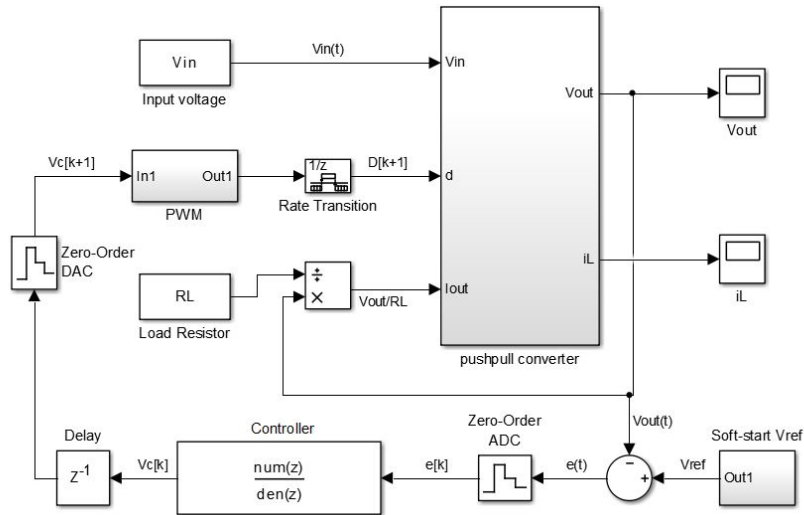 Vin
Input voltage
Vin(t)
Vin
Vout
Vout
Vc[k+1]
In1
Out1
PWM
1/z
Rate Transition
D[k+1]
d
Zero-Order
DAC
RL
Load Resistor
÷
×
Vout/RL
Iout
iL
iL
pushpull converter
Delay
Z-1
Vc[k]
Controller
num(z)
den(z)
e[k]
Zero-Order
ADC
e(t)
Vout(t)
−
+
Vref
Soft-start Vref
Out1